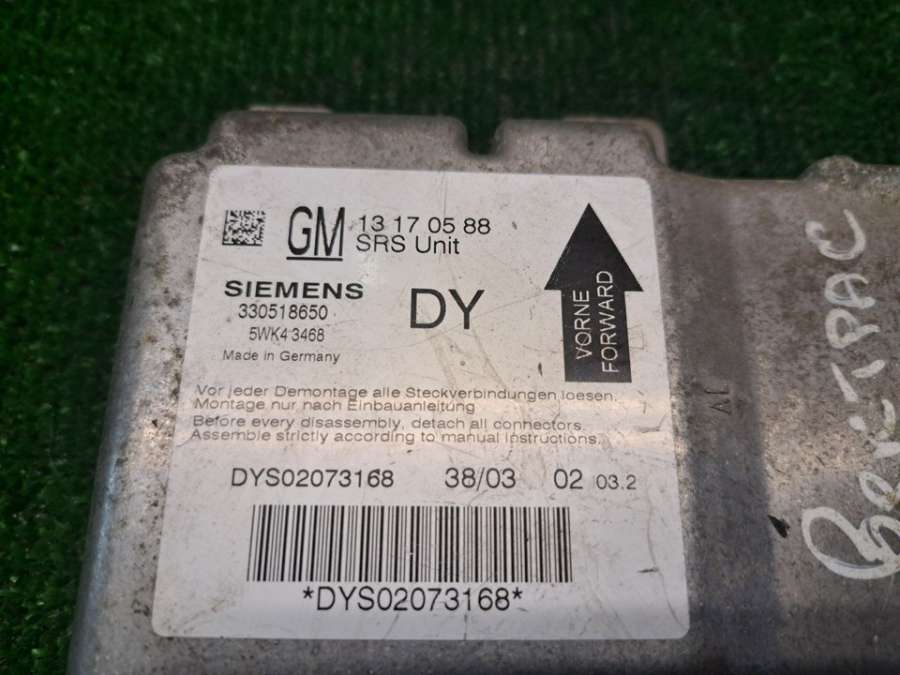 GM 13 17 05 88
SRS Unit
SIEMENS
330518650
5WK4 3468
Made in Germany
DY
VORNE
FORWARD
Vor jeder Demontage alle Steckverbindungen loesen.
Montage nur nach Einbauanleitung
Before every disassembly, detach all connectors.
Assemble strictly according to manual instructions.
DYS02073168 38/03 02 03.2
*DYS02073168*